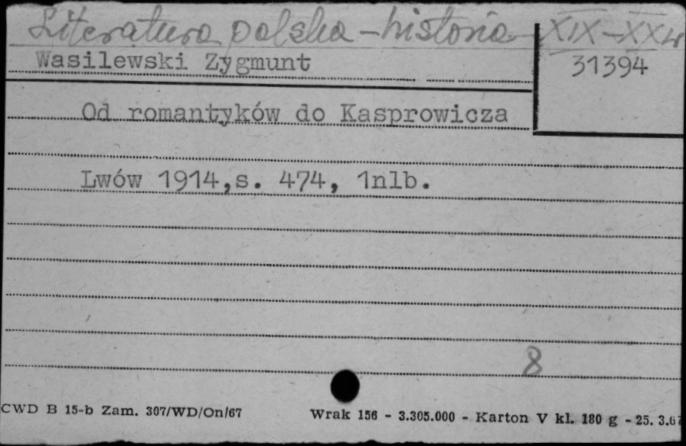 Literatura polska - historia XIX-XXw
Wasilewski Zygmunt 31394
Od romantyków do Kasprowicza
Lwów 1914,s. 474, 1nlb.
8
CWD B 15-b Zam. 307/WD/On/67 Wrak 156 - 3.305.000 - Karton V kl. 180 g - 25. 3.67